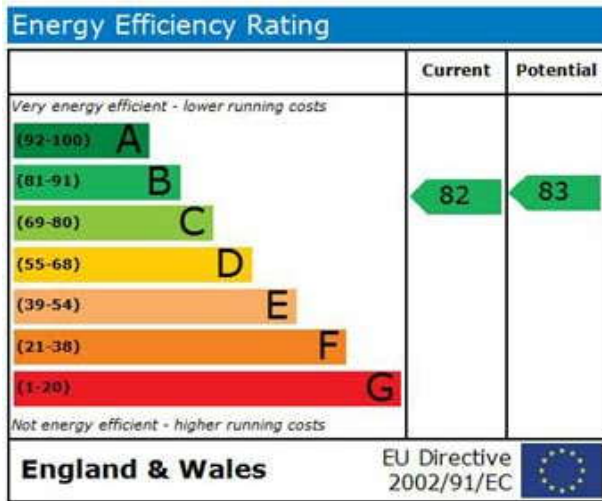 Energy Efficiency Rating
Current Potential
Very energy efficient - lower running costs
(92-100) A
(81-91) B
82 83
(69-80) C
(55-68) D
(39-54) E
(21-38) F
(1-20) G
Not energy efficient - higher running costs
England & Wales
EU Directive
2002/91/EC